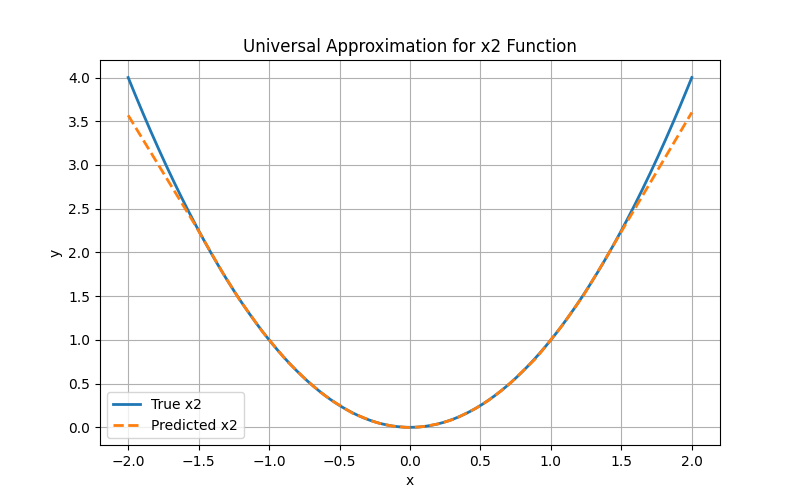 Universal Approximation for x2 Function
4.0
3.5
3.0
2.5
2.0
1.5
1.0
0.5
0.0
y
True x2
Predicted x2
−2.0 −1.5 −1.0 −0.5 0.0 0.5 1.0 1.5 2.0
x